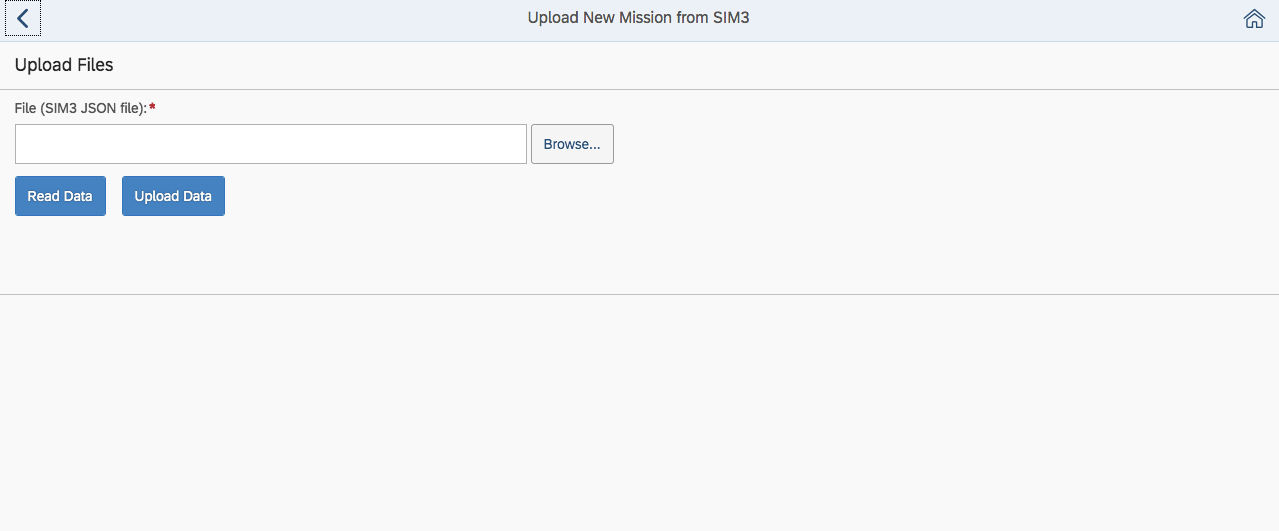 Upload New Mission from SIM3
Upload Files
File (SIM3 JSON file):*
Browse...
Read Data Upload Data